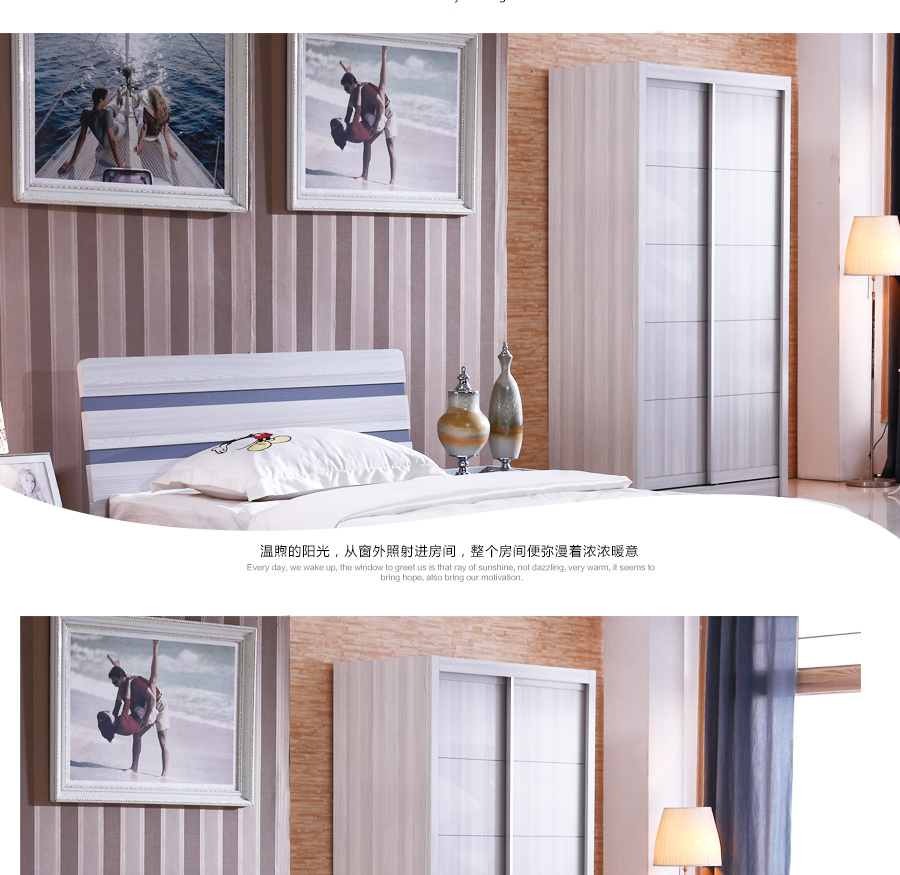 温煦的阳光，从窗外照射进房间，整个房间便弥漫着浓浓暖意
Every day, we wake up, the window to greet us is that ray of sunshine, not dazzling, very warm, it seems to
bring hope, also bring our motivation.